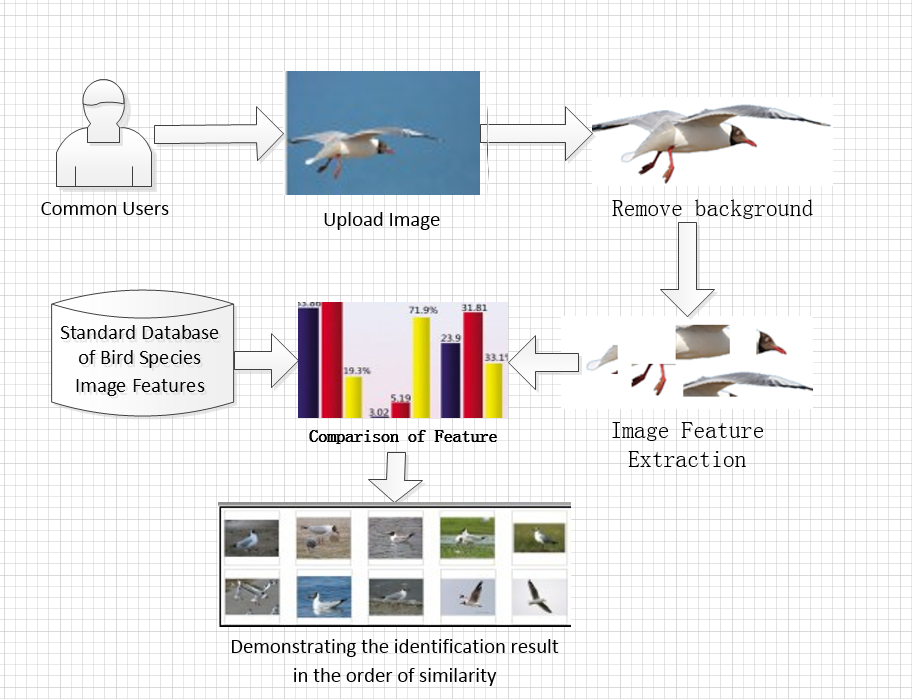 Common Users
Upload Image
Remove background
Standard Database
of Bird Species
Image Features
71.9%
31.81
23.9
19.3%
5.19
3.02
Comparison of Feature
Image Feature
Extraction
Demonstrating the identification result
in the order of similarity